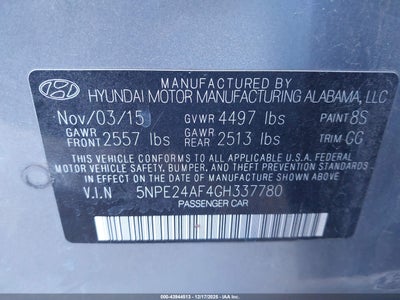 MANUFACTURED BY
HYUNDAI MOTOR MANUFACTURING ALABAMA, LLC
Nov/03/15 GVWR 4497 lbs PAINT 8S
GAWR FRONT 2557 lbs GAWR REAR 2513 lbs TRIM GG
THIS VEHICLE CONFORMS TO ALL APPLICABLE U.S.A. FEDERAL
MOTOR VEHICLE SAFETY, BUMPER, AND THEFT PREVENTION STANDARDS
IN EFFECT ON THE DATE OF MANUFACTURE SHOWN ABOVE.
V.I.N 5NPE24AF4GH337780
PASSENGER CAR
000-43944513 - 12/17/2025 - IAAI.COM